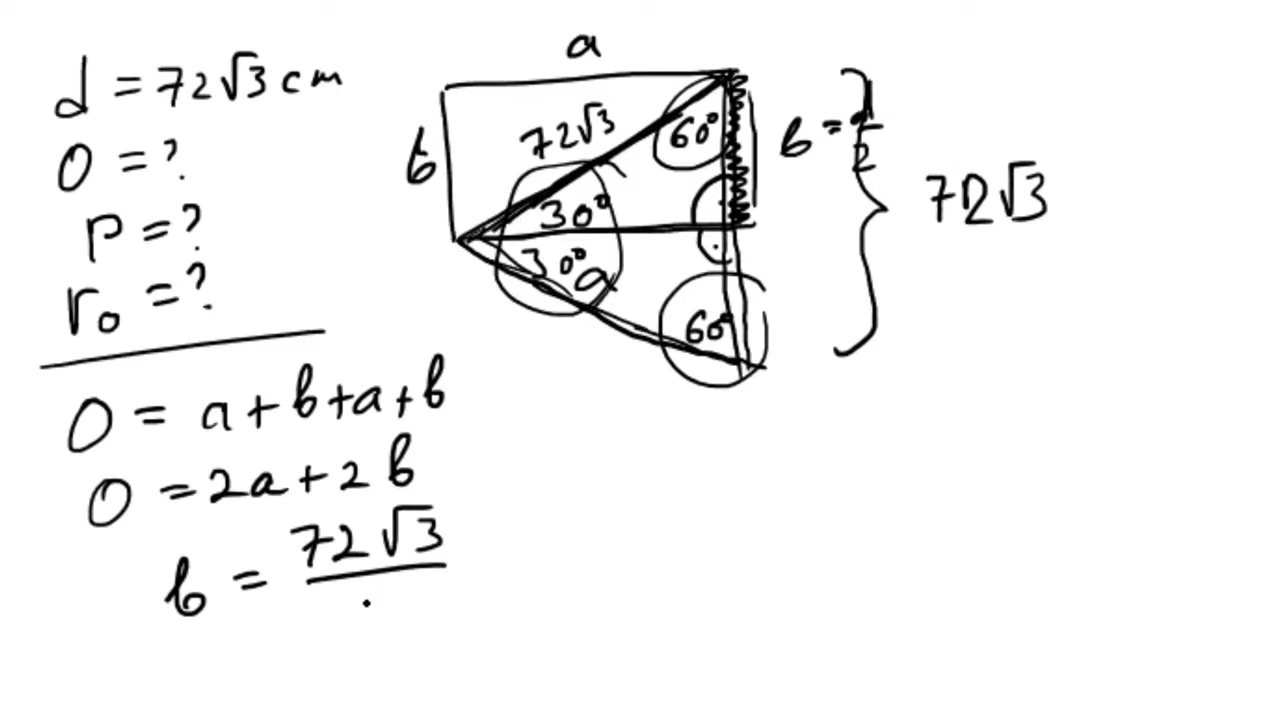 d = 72√3 cm
O = ?
P = ?
r₀ = ?
O = a + b + a + b
O = 2a + 2b
b = 72√3
a
b
72√3
60°
30°
30°
a
60°
b = d/2
72√3